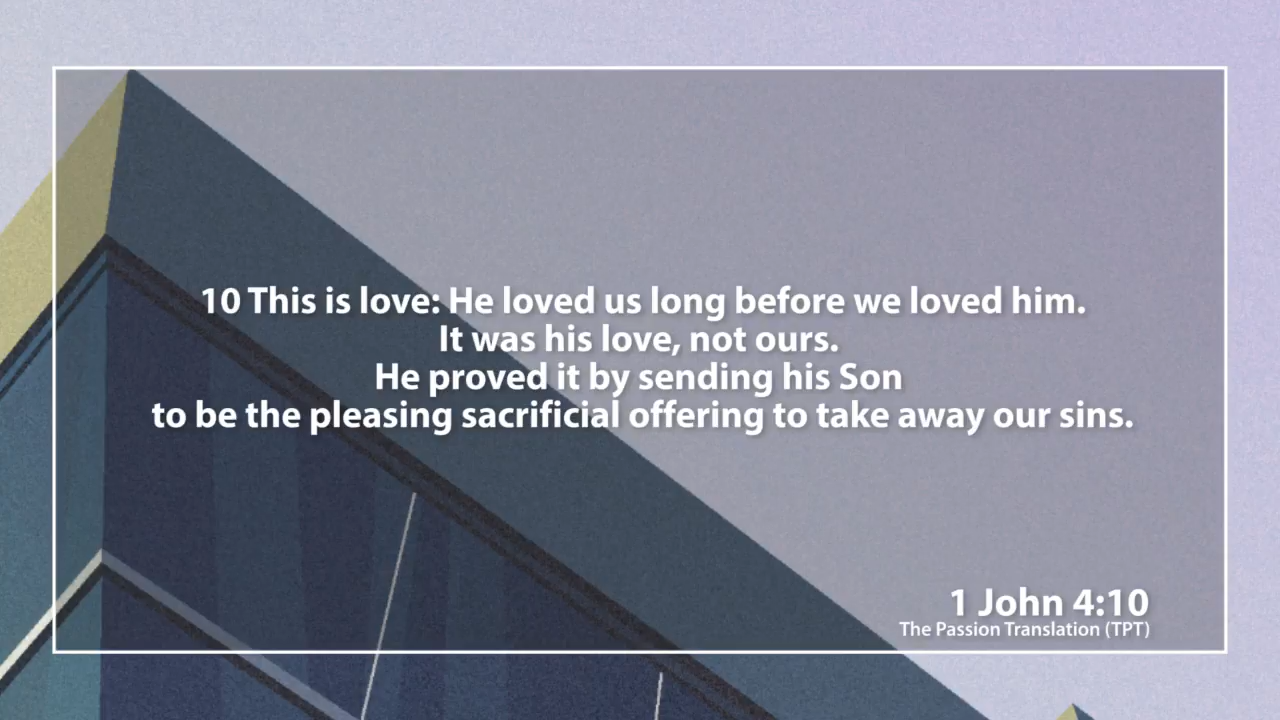 10 This is love: He loved us long before we loved him.
It was his love, not ours.
He proved it by sending his Son
to be the pleasing sacrificial offering to take away our sins.
1 John 4:10
The Passion Translation (TPT)